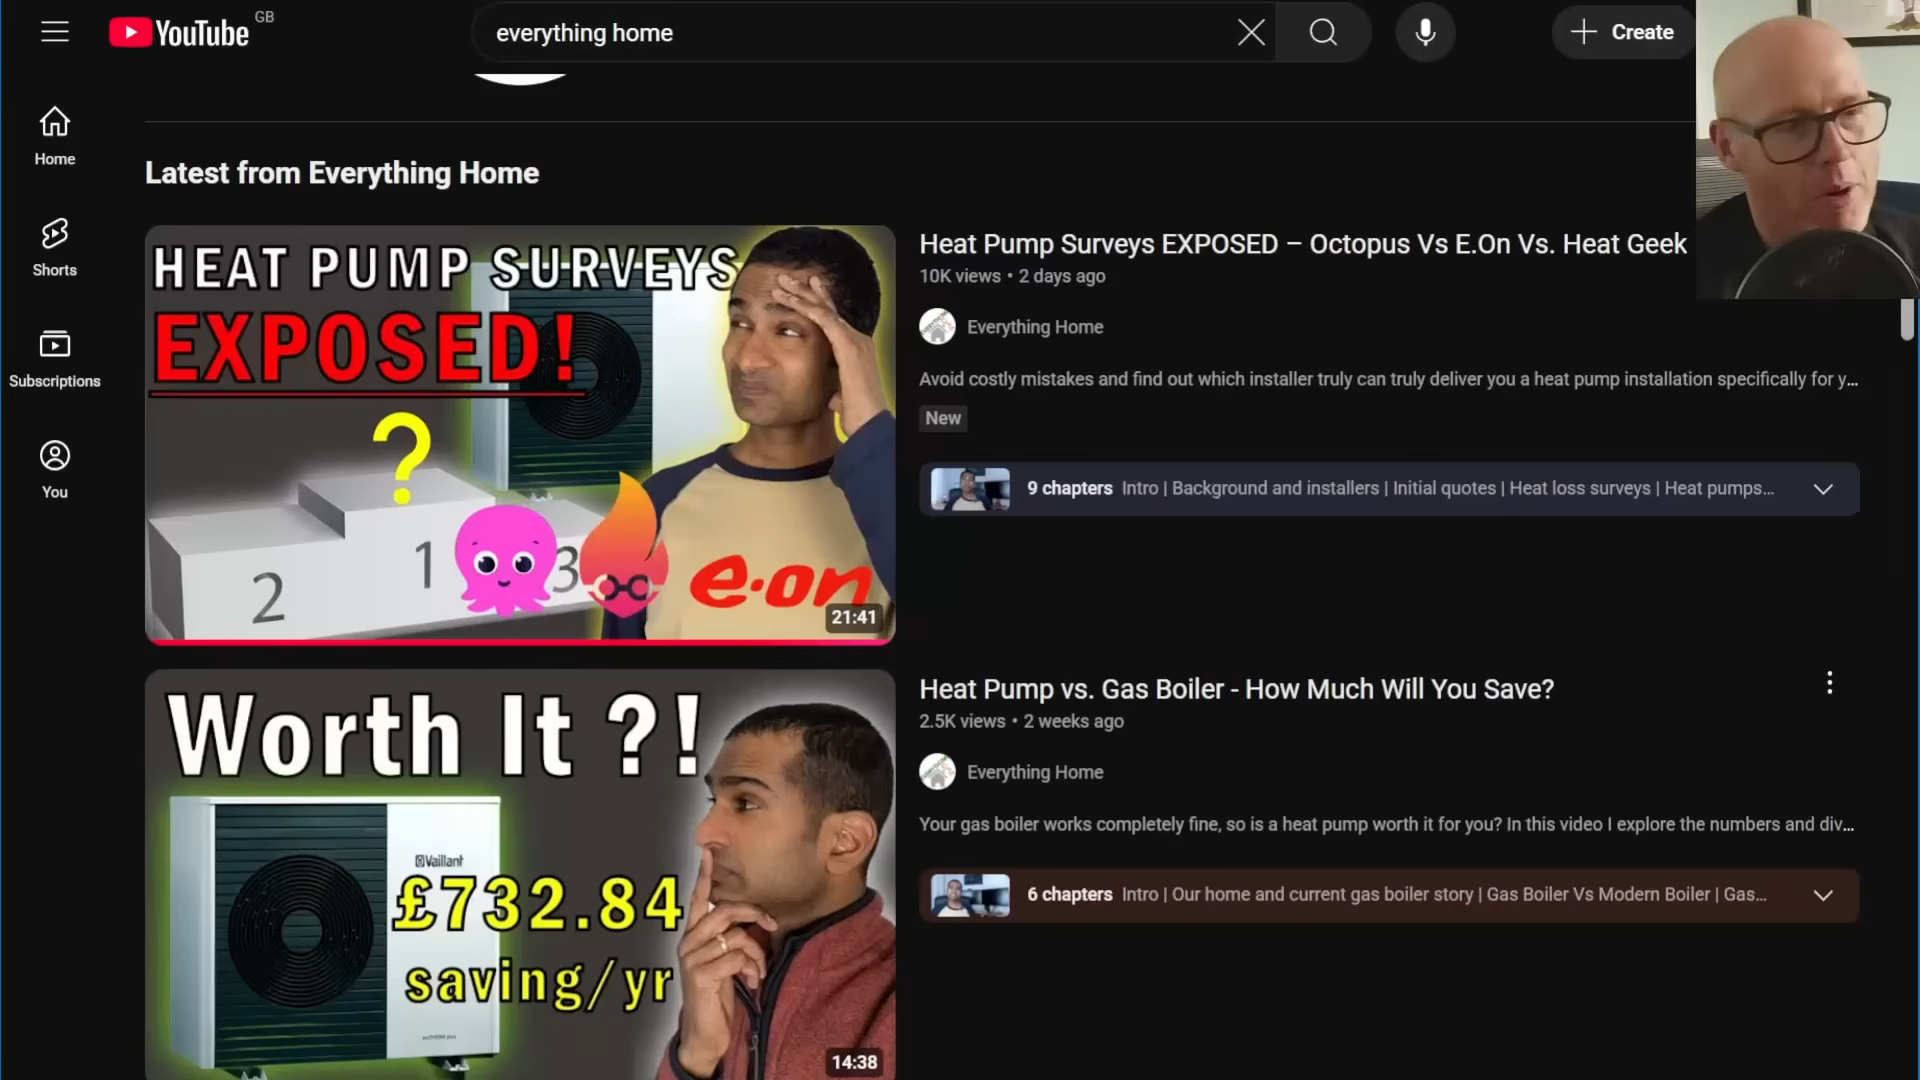 YouTube GB
everything home
Create
Home
Shorts
Subscriptions
You
Latest from Everything Home
HEAT PUMP SURVEYS
EXPOSED!
?
2 1 3
e·on
21:41
Heat Pump Surveys EXPOSED – Octopus Vs E.On Vs. Heat Geek
10K views • 2 days ago
Everything Home
Avoid costly mistakes and find out which installer truly can truly deliver you a heat pump installation specifically for y...
New
9 chapters Intro | Background and installers | Initial quotes | Heat loss surveys | Heat pumps...
Worth It ?!
Vaillant
£732.84
saving/yr
14:38
Heat Pump vs. Gas Boiler - How Much Will You Save?
2.5K views • 2 weeks ago
Everything Home
Your gas boiler works completely fine, so is a heat pump worth it for you? In this video I explore the numbers and div...
6 chapters Intro | Our home and current gas boiler story | Gas Boiler Vs Modern Boiler | Gas...